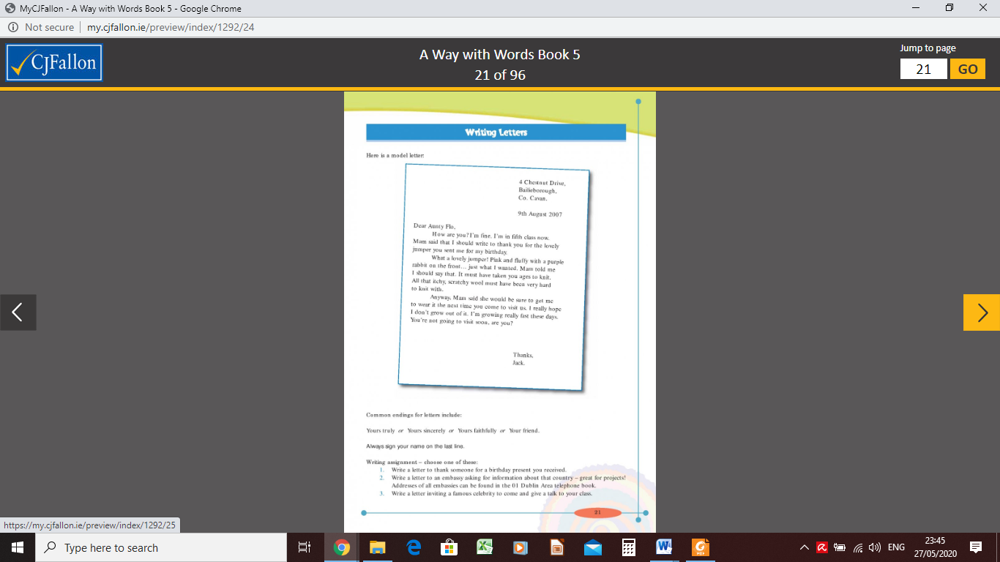 MyCJFallon - A Way with Words Book 5 - Google Chrome
Not secure | my.cjfallon.ie/preview/index/1292/24
CJFallon
A Way with Words Book 5
21 of 96
Jump to page
21 GO
Writing Letters
Here is a model letter:
4 Chestnut Drive,
Bailieborough,
Co. Cavan.
9th August 2007
Dear Aunty Flo,
How are you? I'm fine. I'm in fifth class now.
Mam said that I should write to thank you for the lovely
jumper you sent me for my birthday.
What a lovely jumper! Pink and fluffy with a purple
rabbit on the front... just what I wanted. Mam told me
I should say that. It must have taken you ages to knit.
All that itchy, scratchy wool must have been very hard
to knit with.
Anyway, Mam said she would be sure to get me
to wear it the next time you come to visit us. I really hope
I don't grow out of it. I'm growing really fast these days.
You're not going to visit soon, are you?
Thanks,
Jack.
Common endings for letters include:
Yours truly or Yours sincerely or Yours faithfully or Your friend.
Always sign your name on the last line.
Writing assignment – choose one of these:
1. Write a letter to thank someone for a birthday present you received.
2. Write a letter to an embassy asking for information about that country – great for projects!
Addresses of all embassies can be found in the 01 Dublin Area telephone book.
3. Write a letter inviting a famous celebrity to come and give a talk to your class.
21
https://my.cjfallon.ie/preview/index/1292/25
Type here to search
ENG
23:45
27/05/2020